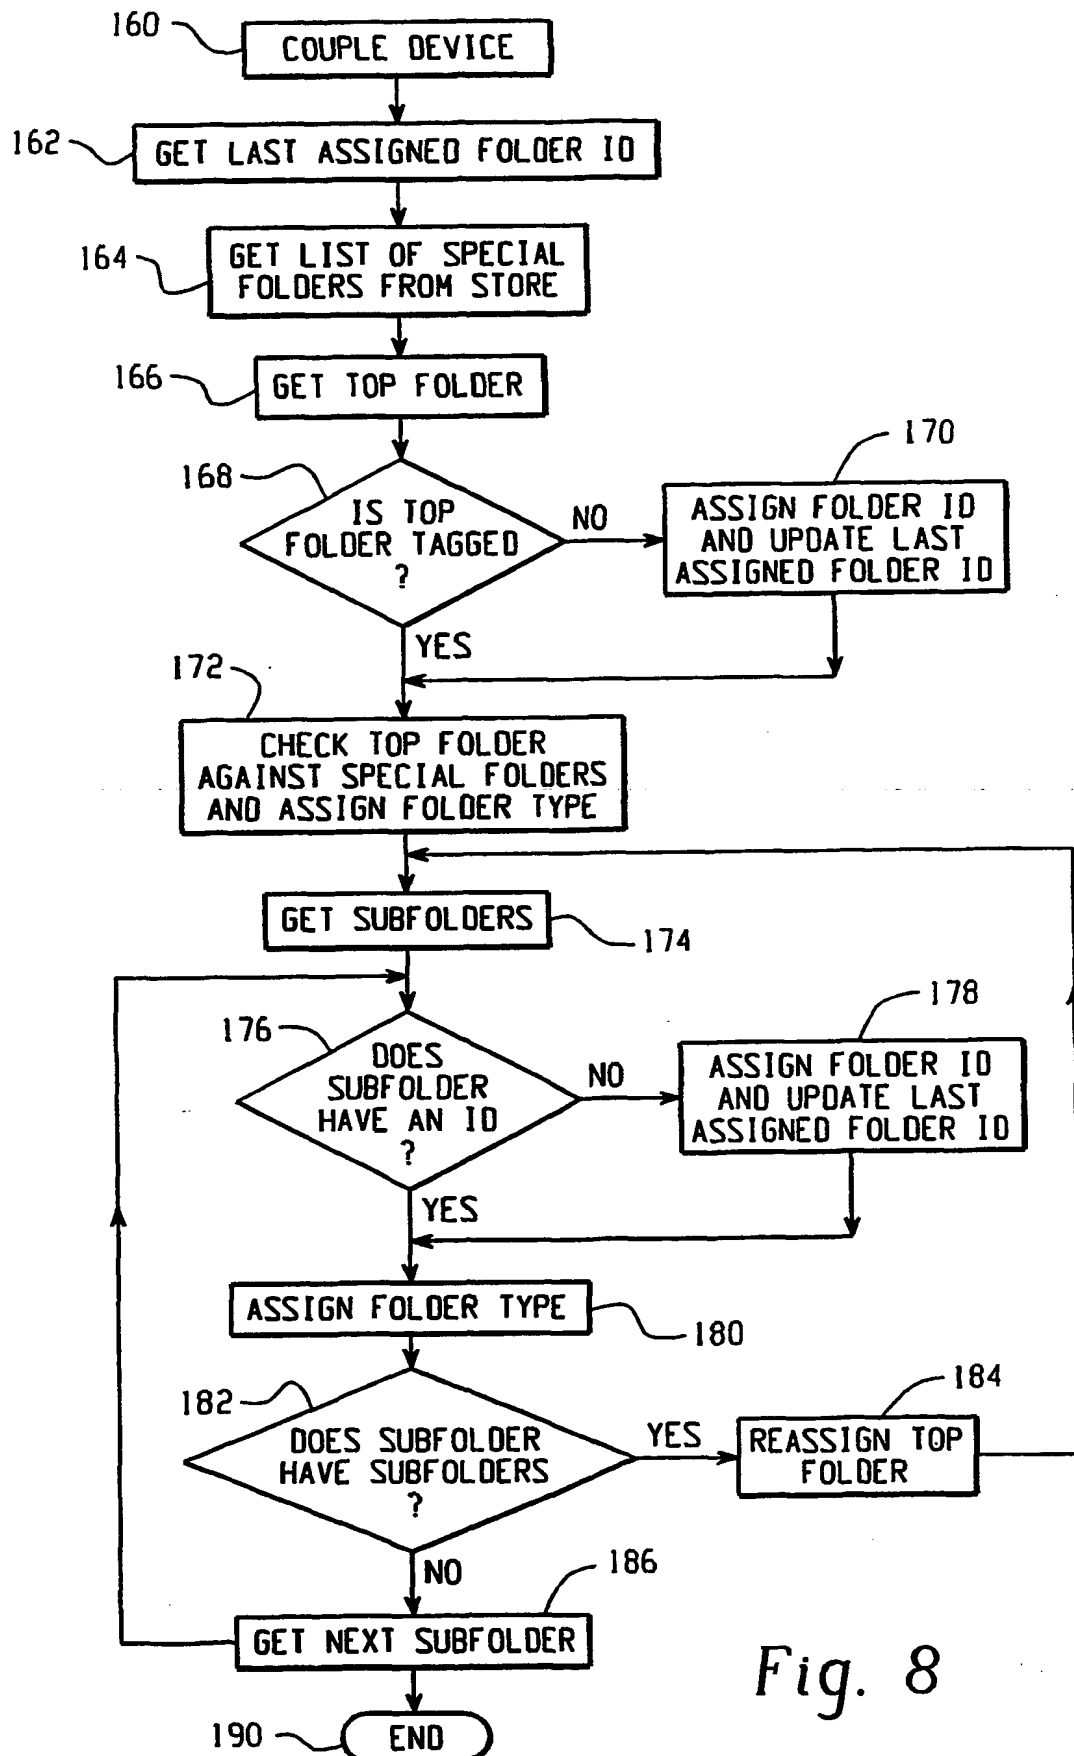 160
COUPLE DEVICE
162
GET LAST ASSIGNED FOLDER ID
164
GET LIST OF SPECIAL
FOLDERS FROM STORE
166
GET TOP FOLDER
168
IS TOP
FOLDER TAGGED
?
NO
170
ASSIGN FOLDER ID
AND UPDATE LAST
ASSIGNED FOLDER ID
YES
172
CHECK TOP FOLDER
AGAINST SPECIAL FOLDERS
AND ASSIGN FOLDER TYPE
GET SUBFOLDERS
174
176
DOES
SUBFOLDER
HAVE AN ID
?
NO
178
ASSIGN FOLDER ID
AND UPDATE LAST
ASSIGNED FOLDER ID
YES
ASSIGN FOLDER TYPE
180
182
DOES SUBFOLDER
HAVE SUBFOLDERS
?
YES
184
REASSIGN TOP
FOLDER
NO
186
GET NEXT SUBFOLDER
190
END
Fig. 8